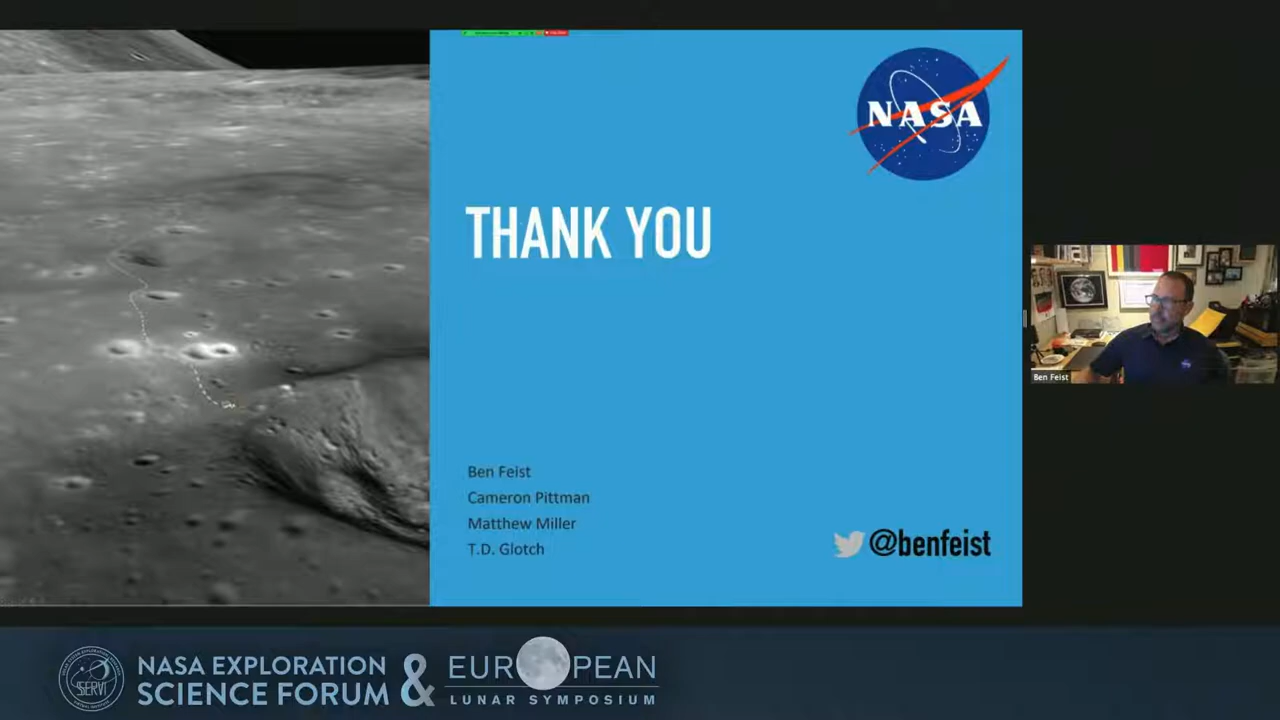 NASA
THANK YOU
Ben Feist
Cameron Pittman
Matthew Miller
T.D. Glotch
@benfeist
Ben Feist
SSERVI
NASA EXPLORATION
SCIENCE FORUM
&
EUROPEAN
LUNAR SYMPOSIUM